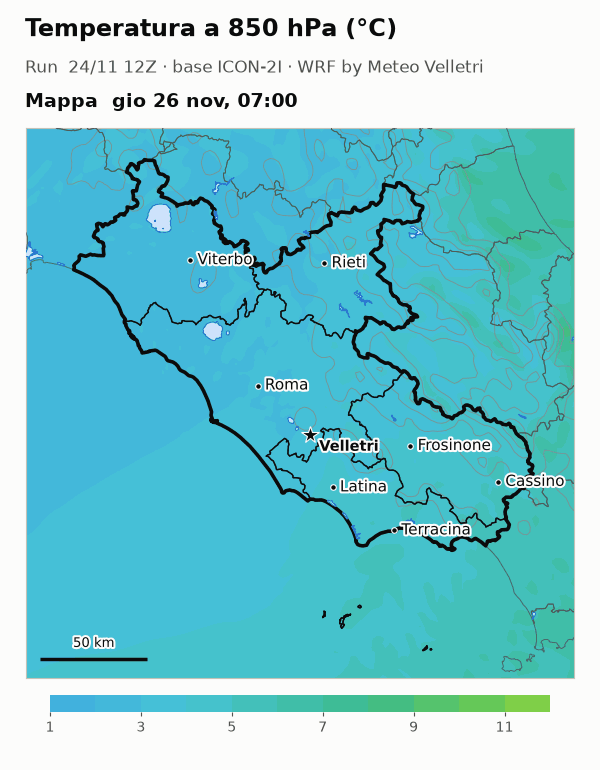 Temperatura a 850 hPa (°C)
Run  24/11 12Z · base ICON-2I · WRF by Meteo Velletri
Mappa  gio 26 nov, 07:00
Viterbo
Rieti
Roma
Velletri
Frosinone
Cassino
Latina
Terracina
50 km
1 3 5 7 9 11